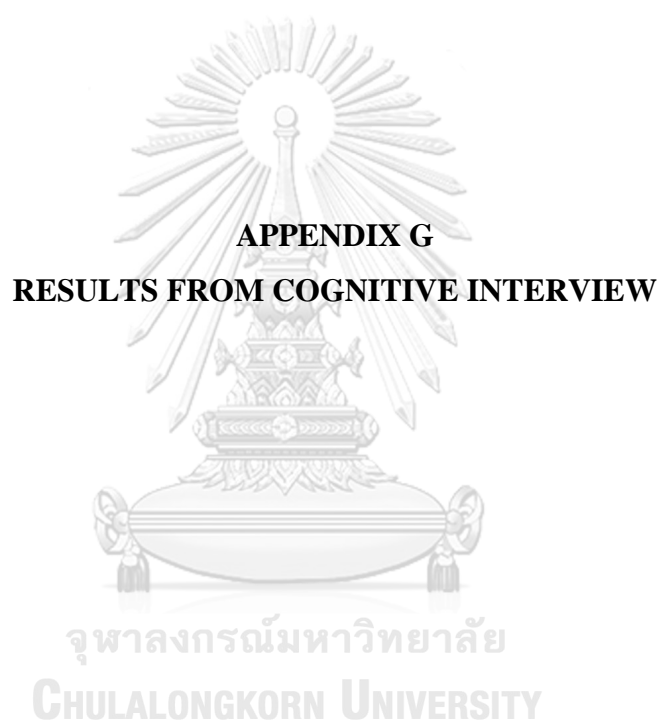 APPENDIX G
RESULTS FROM COGNITIVE INTERVIEW
จุฬาลงกรณ์มหาวิทยาลัย
CHULALONGKORN UNIVERSITY